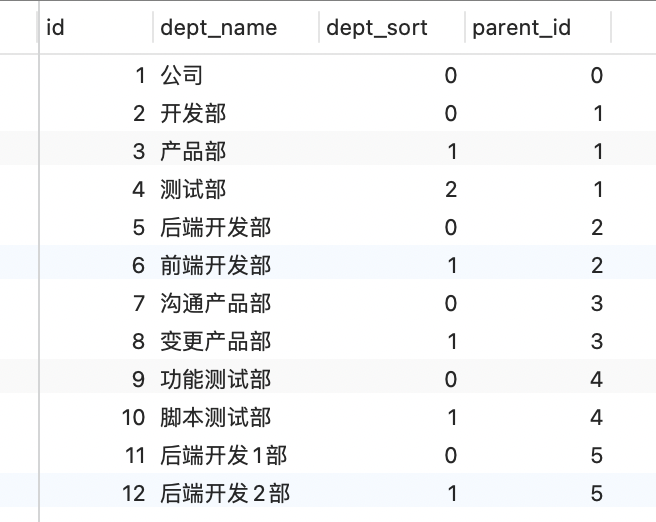 id dept_name dept_sort parent_id
1 公司 0 0
2 开发部 0 1
3 产品部 1 1
4 测试部 2 1
5 后端开发部 0 2
6 前端开发部 1 2
7 沟通产品部 0 3
8 变更产品部 1 3
9 功能测试部 0 4
10 脚本测试部 1 4
11 后端开发1部 0 5
12 后端开发2部 1 5